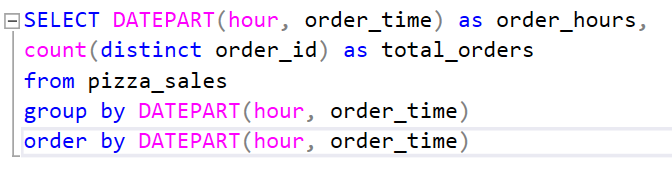 SELECT DATEPART(hour, order_time) as order_hours,
count(distinct order_id) as total_orders
from pizza_sales
group by DATEPART(hour, order_time)
order by DATEPART(hour, order_time)